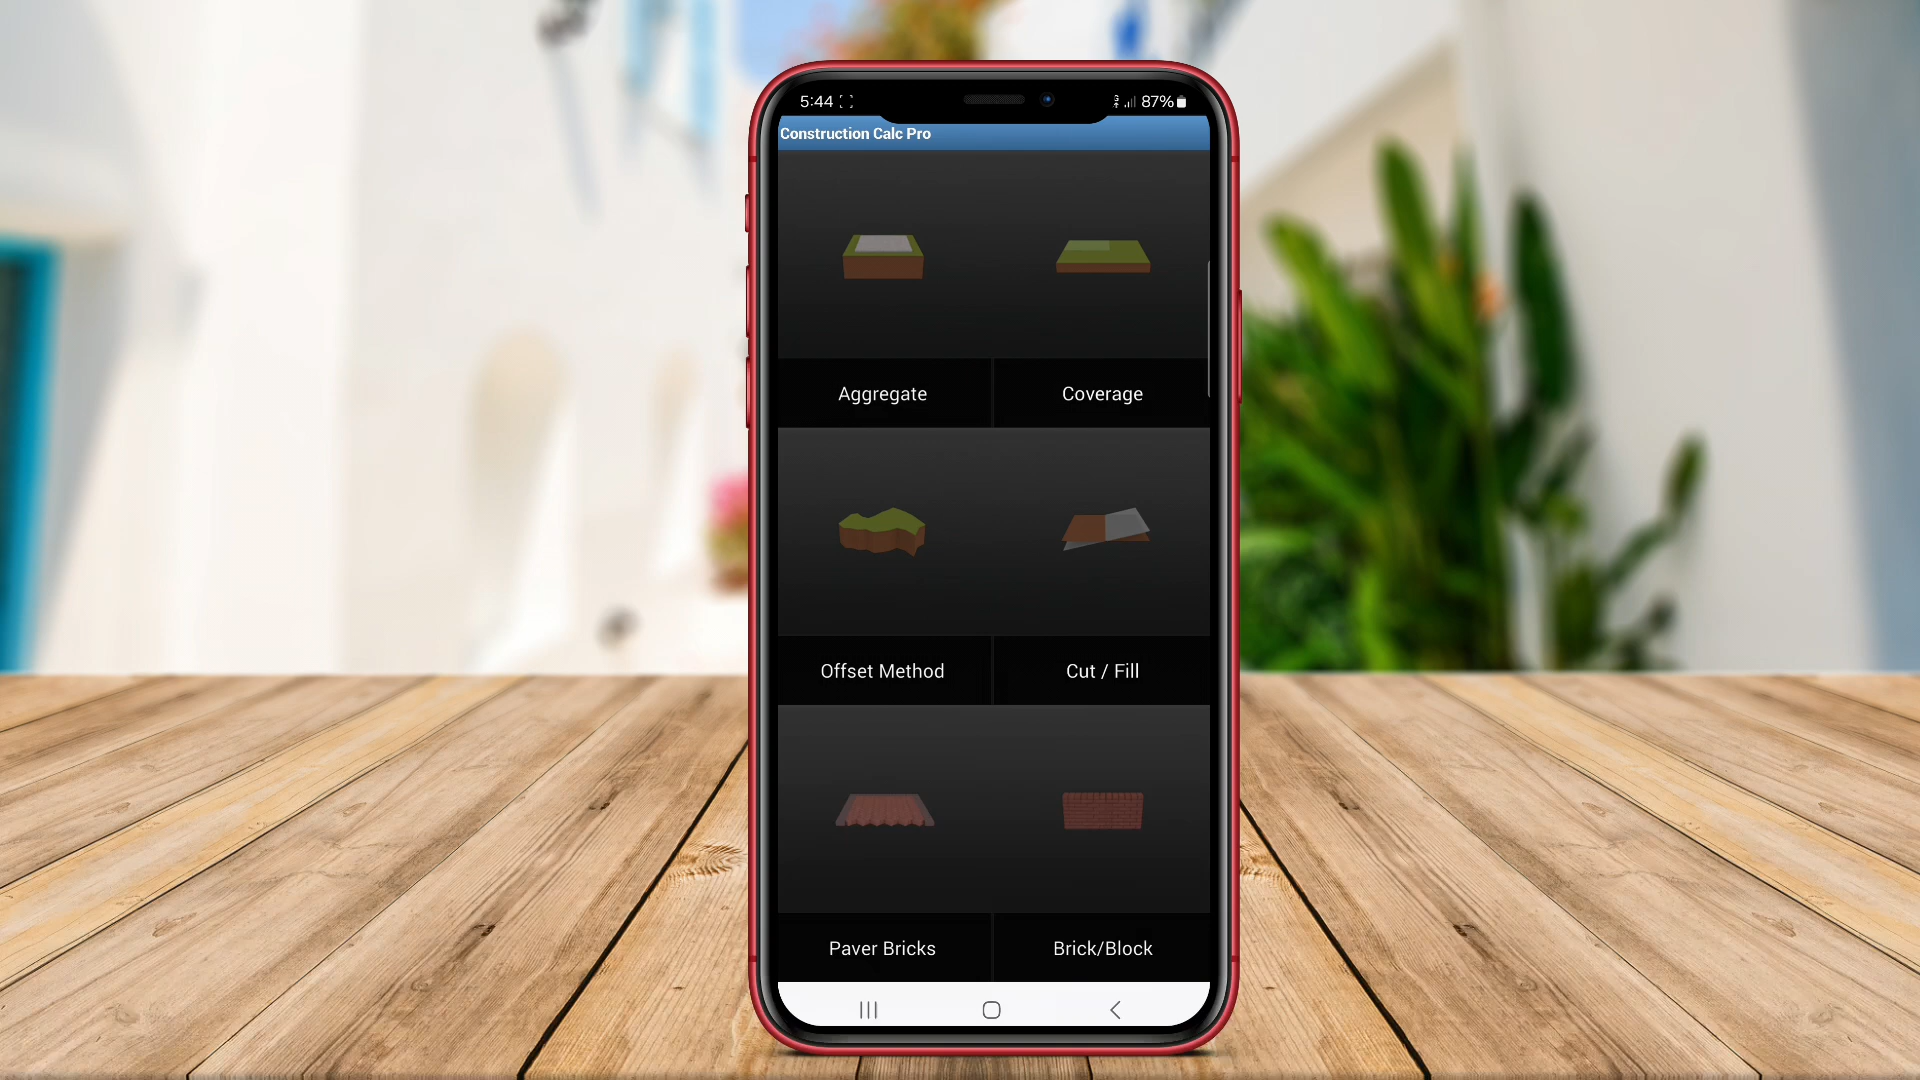 5:44
87%
Construction Calc Pro
Aggregate
Coverage
Offset Method
Cut / Fill
Paver Bricks
Brick/Block